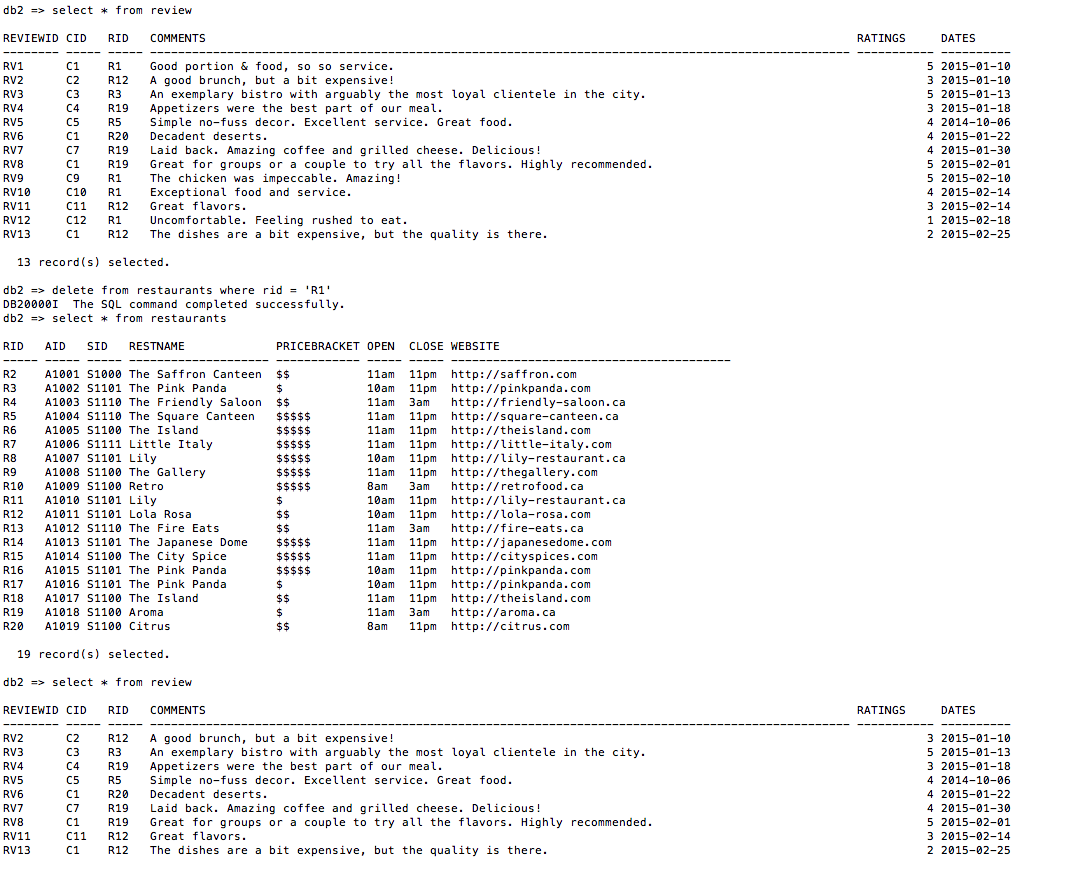 db2 => select * from review
REVIEWID CID   RID   COMMENTS                                                                                             RATINGS     DATES
-------- ----- ----- ---------------------------------------------------------------------------------------------------- ----------- ----------
RV1      C1    R1    Good portion & food, so so service.                                                                            5 2015-01-10
RV2      C2    R12   A good brunch, but a bit expensive!                                                                            3 2015-01-10
RV3      C3    R3    An exemplary bistro with arguably the most loyal clientele in the city.                                        5 2015-01-13
RV4      C4    R19   Appetizers were the best part of our meal.                                                                     3 2015-01-18
RV5      C5    R5    Simple no-fuss decor. Excellent service. Great food.                                                           4 2014-10-06
RV6      C1    R20   Decadent deserts.                                                                                              4 2015-01-22
RV7      C7    R19   Laid back. Amazing coffee and grilled cheese. Delicious!                                                       4 2015-01-30
RV8      C1    R19   Great for groups or a couple to try all the flavors. Highly recommended.                                       5 2015-02-01
RV9      C9    R1    The chicken was impeccable. Amazing!                                                                           5 2015-02-10
RV10     C10   R1    Exceptional food and service.                                                                                  4 2015-02-14
RV11     C11   R12   Great flavors.                                                                                                 3 2015-02-14
RV12     C12   R1    Uncomfortable. Feeling rushed to eat.                                                                          1 2015-02-18
RV13     C1    R12   The dishes are a bit expensive, but the quality is there.                                                      2 2015-02-25
13 record(s) selected.
db2 => delete from restaurants where rid = 'R1'
DB20000I  The SQL command completed successfully.
db2 => select * from restaurants
RID   AID   SID   RESTNAME             PRICEBRACKET OPEN  CLOSE WEBSITE
----- ----- ----- -------------------- ------------ ----- ----- ----------------------------------------
R2    A1001 S1000 The Saffron Canteen  $$           11am  11pm  http://saffron.com
R3    A1002 S1101 The Pink Panda       $            10am  11pm  http://pinkpanda.com
R4    A1003 S1110 The Friendly Saloon  $$           11am  3am   http://friendly-saloon.ca
R5    A1004 S1110 The Square Canteen   $$$$$        11am  11pm  http://square-canteen.ca
R6    A1005 S1100 The Island           $$$$$        11am  11pm  http://theisland.com
R7    A1006 S1111 Little Italy         $$$$$        11am  11pm  http://little-italy.com
R8    A1007 S1101 Lily                 $$$$$        10am  11pm  http://lily-restaurant.ca
R9    A1008 S1100 The Gallery          $$$$$        11am  11pm  http://thegallery.com
R10   A1009 S1100 Retro                $$$$$        8am   3am   http://retrofood.ca
R11   A1010 S1101 Lily                 $            10am  11pm  http://lily-restaurant.ca
R12   A1011 S1101 Lola Rosa            $$           10am  11pm  http://lola-rosa.com
R13   A1012 S1110 The Fire Eats        $$           11am  3am   http://fire-eats.ca
R14   A1013 S1101 The Japanese Dome    $$$$$        11am  11pm  http://japanesedome.com
R15   A1014 S1100 The City Spice       $$$$$        11am  11pm  http://cityspices.com
R16   A1015 S1101 The Pink Panda       $$$$$        10am  11pm  http://pinkpanda.com
R17   A1016 S1101 The Pink Panda       $            10am  11pm  http://pinkpanda.com
R18   A1017 S1100 The Island           $$           11am  11pm  http://theisland.com
R19   A1018 S1100 Aroma                $            11am  3am   http://aroma.ca
R20   A1019 S1100 Citrus               $$           8am   11pm  http://citrus.com
19 record(s) selected.
db2 => select * from review
REVIEWID CID   RID   COMMENTS                                                                                             RATINGS     DATES
-------- ----- ----- ---------------------------------------------------------------------------------------------------- ----------- ----------
RV2      C2    R12   A good brunch, but a bit expensive!                                                                            3 2015-01-10
RV3      C3    R3    An exemplary bistro with arguably the most loyal clientele in the city.                                        5 2015-01-13
RV4      C4    R19   Appetizers were the best part of our meal.                                                                     3 2015-01-18
RV5      C5    R5    Simple no-fuss decor. Excellent service. Great food.                                                           4 2014-10-06
RV6      C1    R20   Decadent deserts.                                                                                              4 2015-01-22
RV7      C7    R19   Laid back. Amazing coffee and grilled cheese. Delicious!                                                       4 2015-01-30
RV8      C1    R19   Great for groups or a couple to try all the flavors. Highly recommended.                                       5 2015-02-01
RV11     C11   R12   Great flavors.                                                                                                 3 2015-02-14
RV13     C1    R12   The dishes are a bit expensive, but the quality is there.                                                      2 2015-02-25